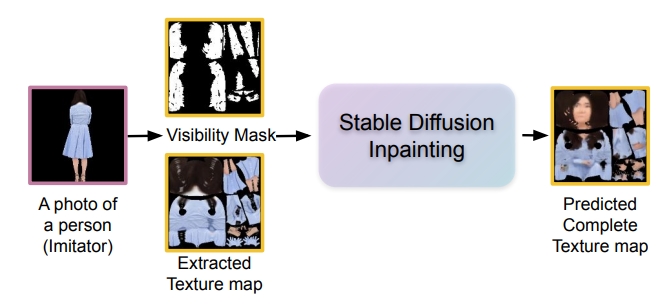 A photo of
a person
(Imitator)
Visibility Mask
Extracted
Texture map
Stable Diffusion
Inpainting
Predicted
Complete
Texture map